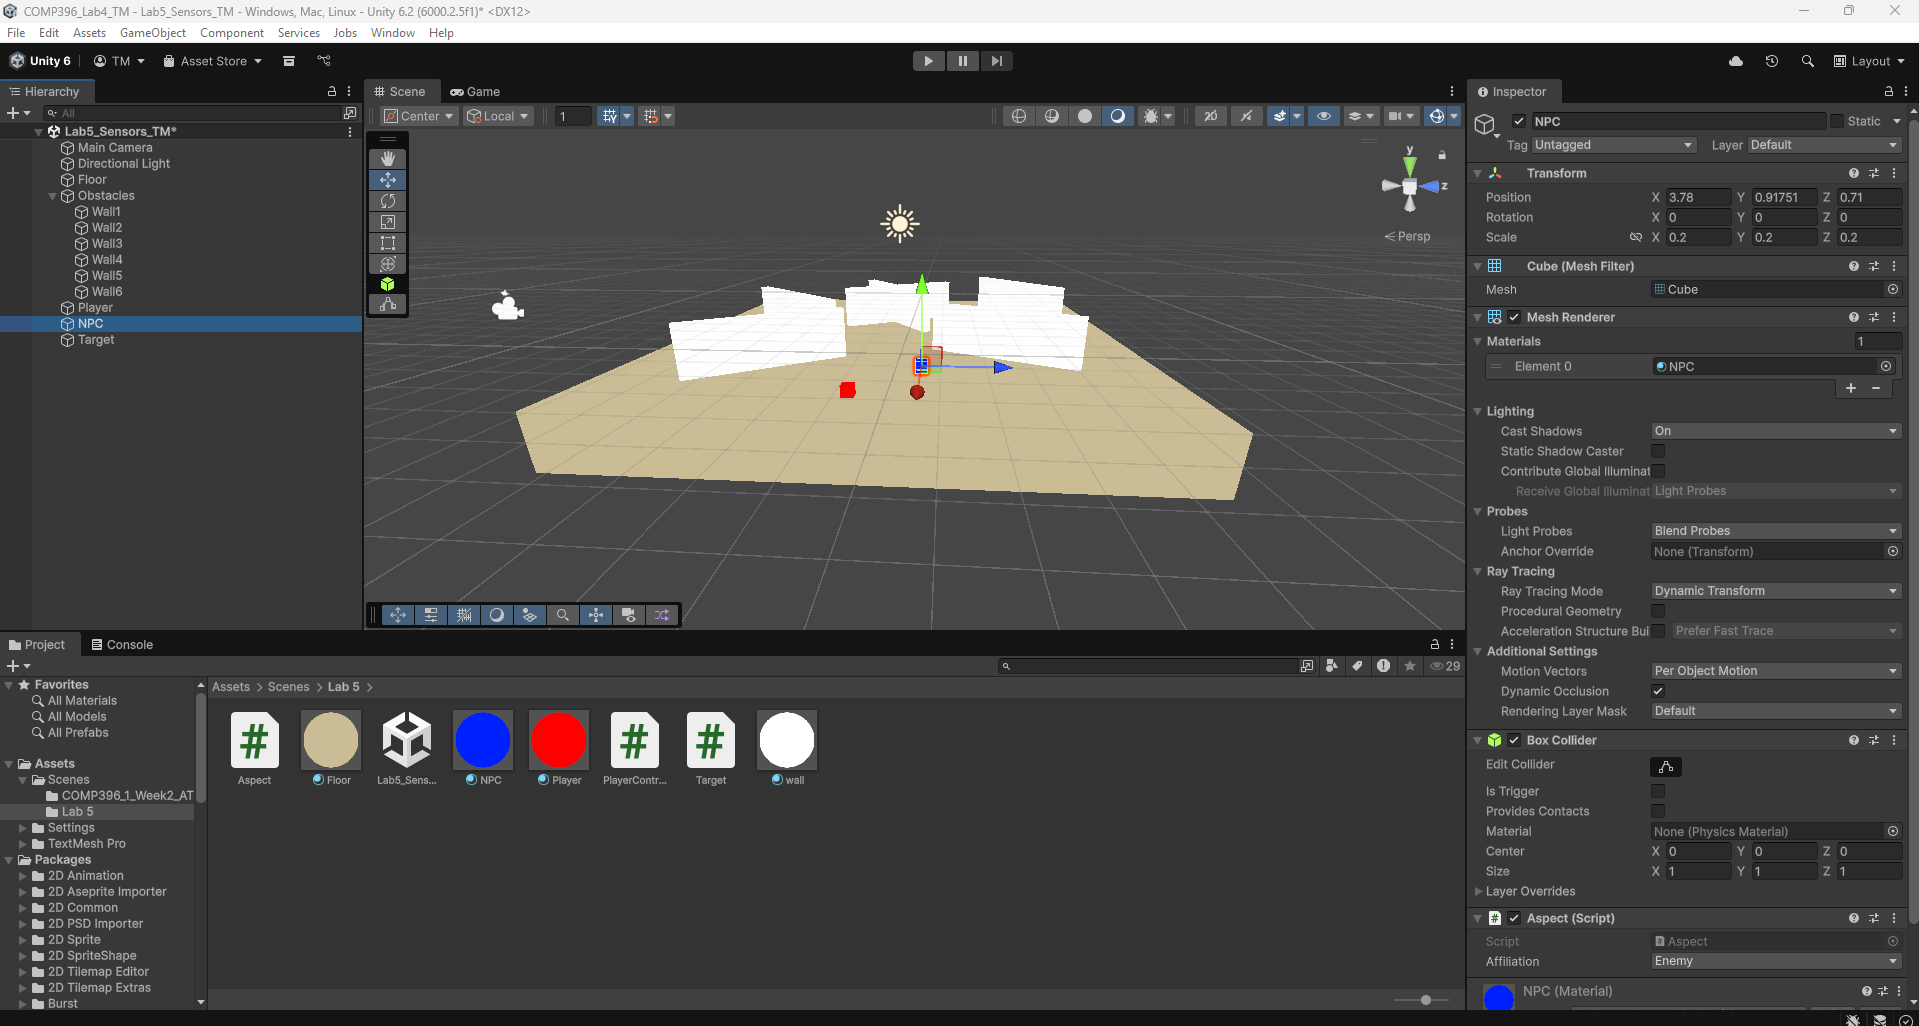 COMP396_Lab4_TM - Lab5_Sensors_TM - Windows, Mac, Linux - Unity 6.2 (6000.2.5f1)* <DX12>
File Edit Assets GameObject Component Services Jobs Window Help
Unity 6 TM Asset Store Layout
Hierarchy
All
Lab5_Sensors_TM*
Main Camera
Directional Light
Floor
Obstacles
Wall1
Wall2
Wall3
Wall4
Wall5
Wall6
Player
NPC
Target
Scene Game
Center Local 1 2D
y
z
Persp
Inspector
NPC Static
Tag Untagged Layer Default
Transform
Position X 3.78 Y 0.91751 Z 0.71
Rotation X 0 Y 0 Z 0
Scale X 0.2 Y 0.2 Z 0.2
Cube (Mesh Filter)
Mesh Cube
Mesh Renderer
Materials 1
Element 0 NPC
Lighting
Cast Shadows On
Static Shadow Caster
Contribute Global Illuminat
Receive Global Illuminat Light Probes
Probes
Light Probes Blend Probes
Anchor Override None (Transform)
Ray Tracing
Ray Tracing Mode Dynamic Transform
Procedural Geometry
Acceleration Structure Bui Prefer Fast Trace
Additional Settings
Motion Vectors Per Object Motion
Dynamic Occlusion
Rendering Layer Mask Default
Box Collider
Edit Collider
Is Trigger
Provides Contacts
Material None (Physics Material)
Center X 0 Y 0 Z 0
Size X 1 Y 1 Z 1
Layer Overrides
Aspect (Script)
Script Aspect
Affiliation Enemy
NPC (Material)
Project Console
29
Favorites
All Materials
All Models
All Prefabs
Assets
Scenes
COMP396_1_Week2_AT
Lab 5
Settings
TextMesh Pro
Packages
2D Animation
2D Aseprite Importer
2D Common
2D PSD Importer
2D Sprite
2D SpriteShape
2D Tilemap Editor
2D Tilemap Extras
Burst
Assets > Scenes > Lab 5 >
Aspect Floor Lab5_Sens... NPC Player PlayerContr... Target wall